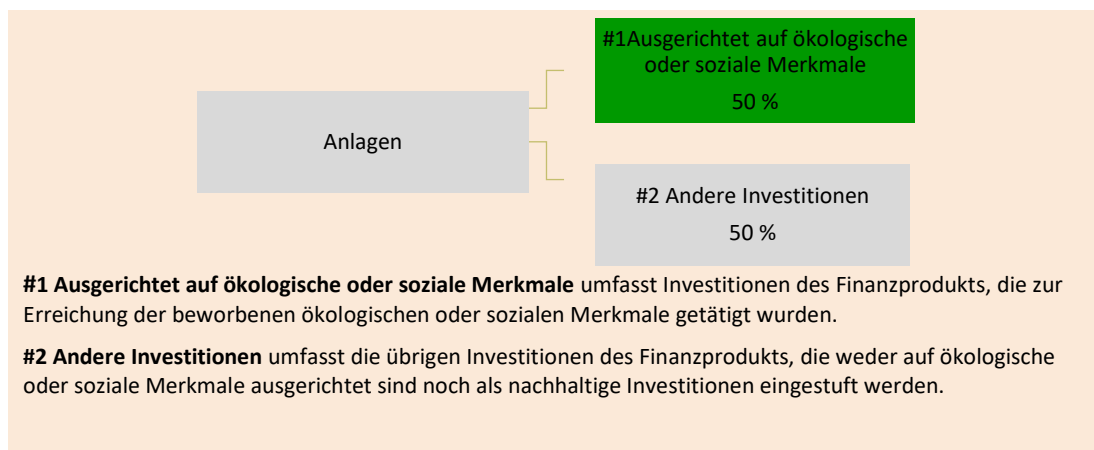 #1Ausgerichtet auf ökologische
oder soziale Merkmale
50 %
Anlagen
#2 Andere Investitionen
50 %
#1 Ausgerichtet auf ökologische oder soziale Merkmale umfasst Investitionen des Finanzprodukts, die zur
Erreichung der beworbenen ökologischen oder sozialen Merkmale getätigt wurden.
#2 Andere Investitionen umfasst die übrigen Investitionen des Finanzprodukts, die weder auf ökologische
oder soziale Merkmale ausgerichtet sind noch als nachhaltige Investitionen eingestuft werden.